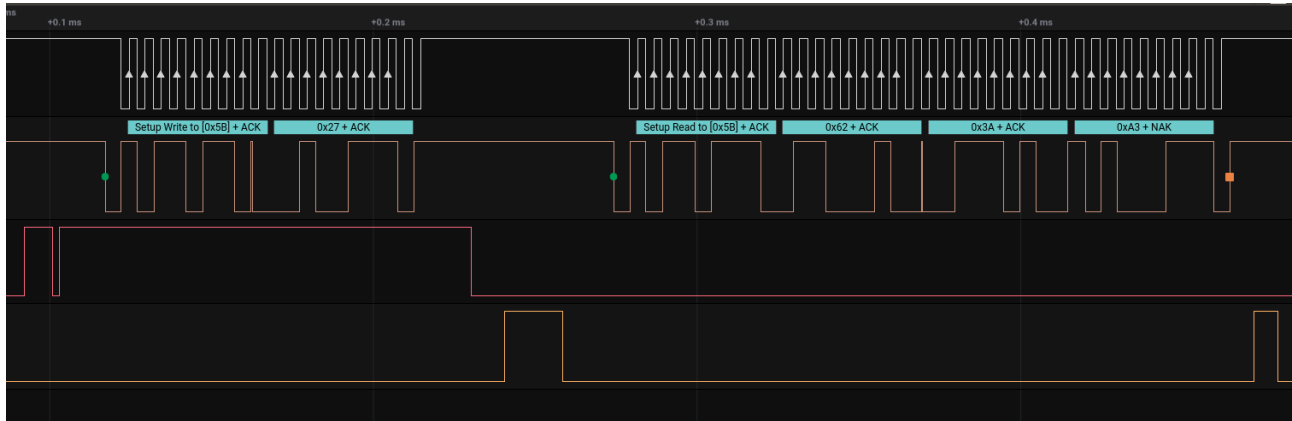 ms
+0.1 ms +0.2 ms +0.3 ms +0.4 ms
Setup Write to [0x5B] + ACK 0x27 + ACK Setup Read to [0x5B] + ACK 0x62 + ACK 0x3A + ACK 0xA3 + NAK